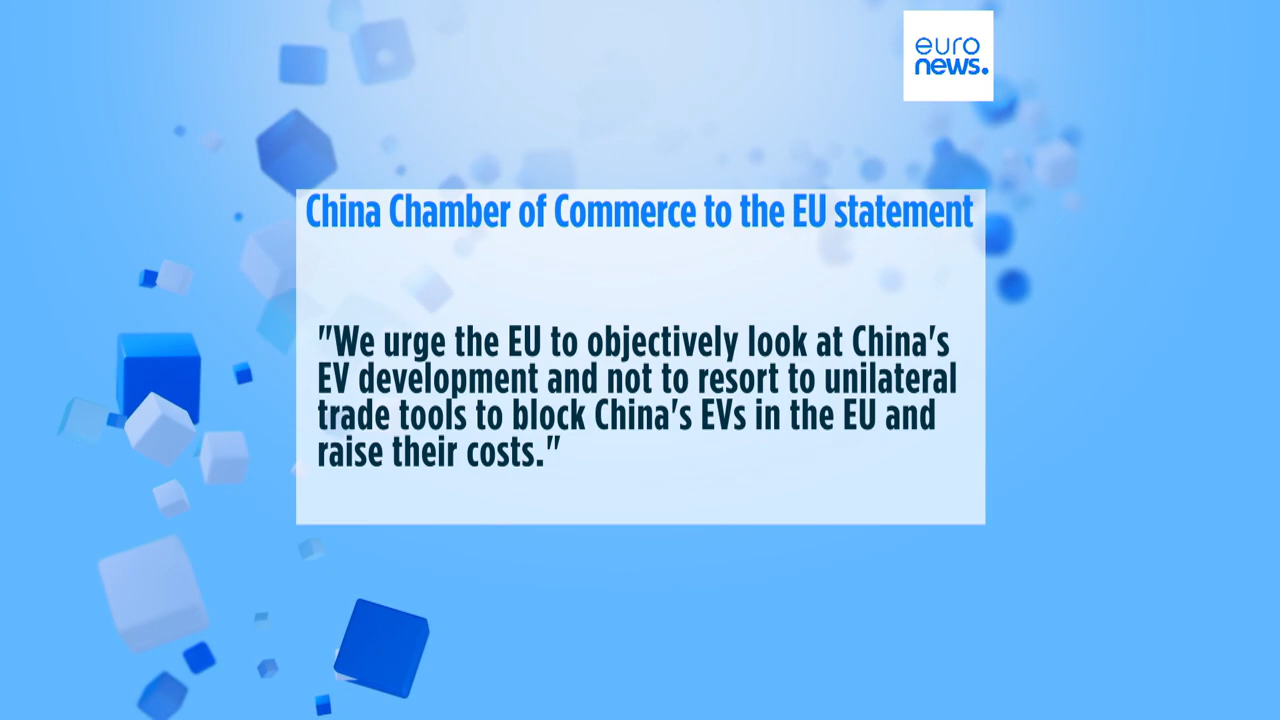 euro
news.
China Chamber of Commerce to the EU statement
"We urge the EU to objectively look at China's
EV development and not to resort to unilateral
trade tools to block China's EVs in the EU and
raise their costs."